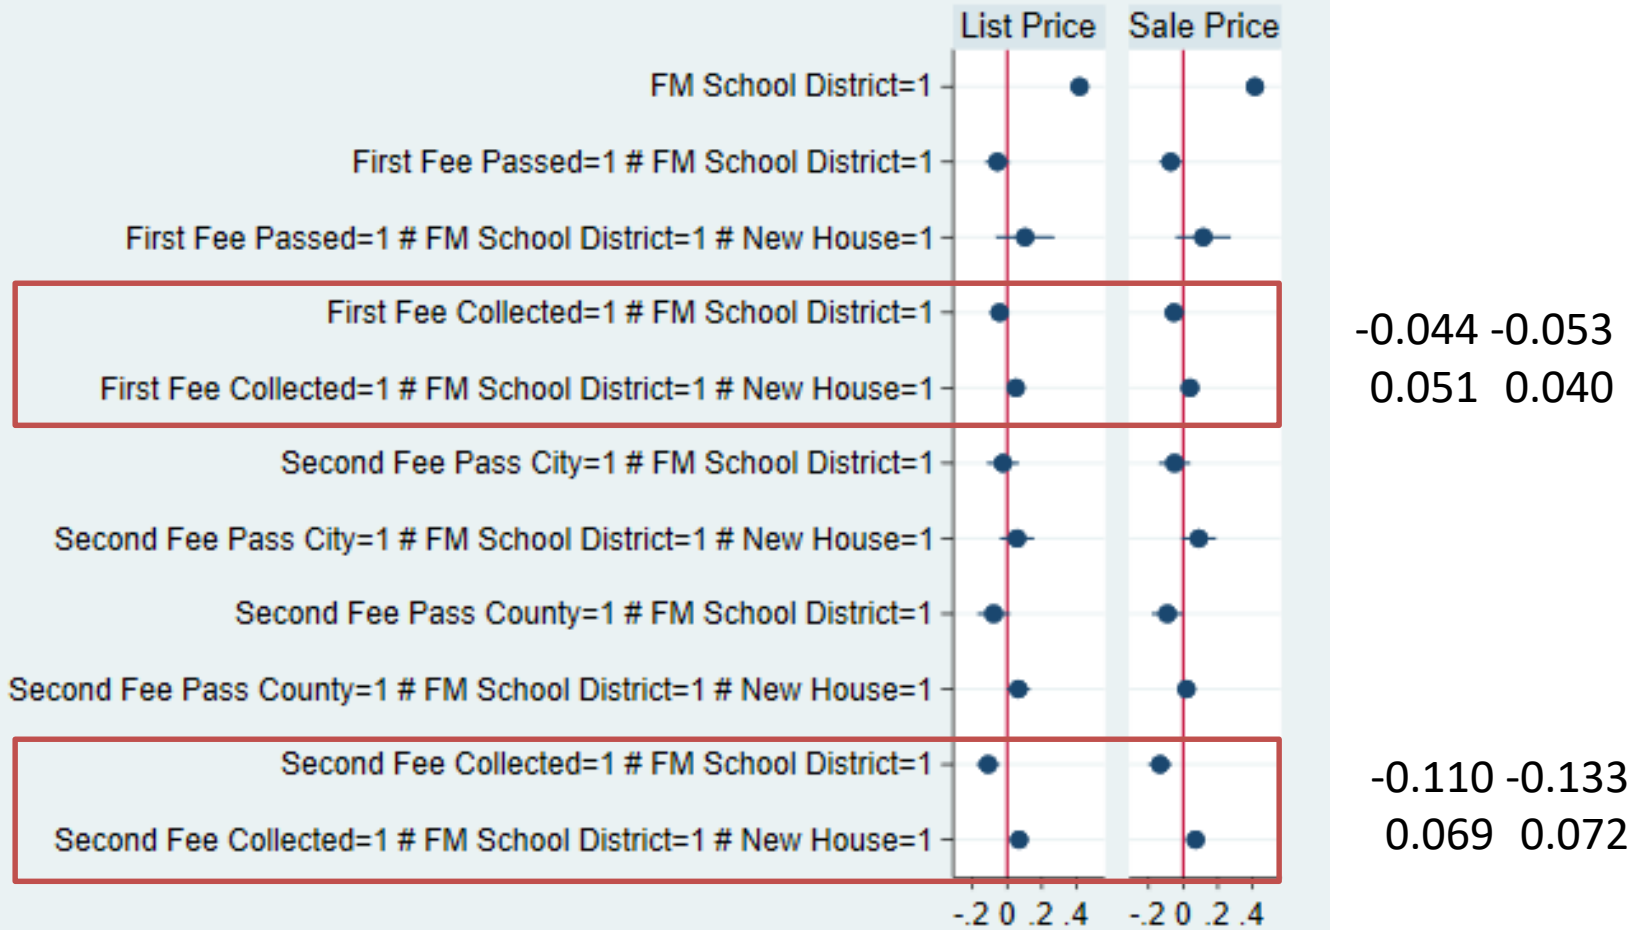 List Price Sale Price
FM School District=1
First Fee Passed=1 # FM School District=1
First Fee Passed=1 # FM School District=1 # New House=1
First Fee Collected=1 # FM School District=1
-0.044 -0.053
First Fee Collected=1 # FM School District=1 # New House=1
0.051 0.040
Second Fee Pass City=1 # FM School District=1
Second Fee Pass City=1 # FM School District=1 # New House=1
Second Fee Pass County=1 # FM School District=1
Second Fee Pass County=1 # FM School District=1 # New House=1
Second Fee Collected=1 # FM School District=1
-0.110 -0.133
Second Fee Collected=1 # FM School District=1 # New House=1
0.069 0.072
-.2 0 .2 .4 -.2 0 .2 .4